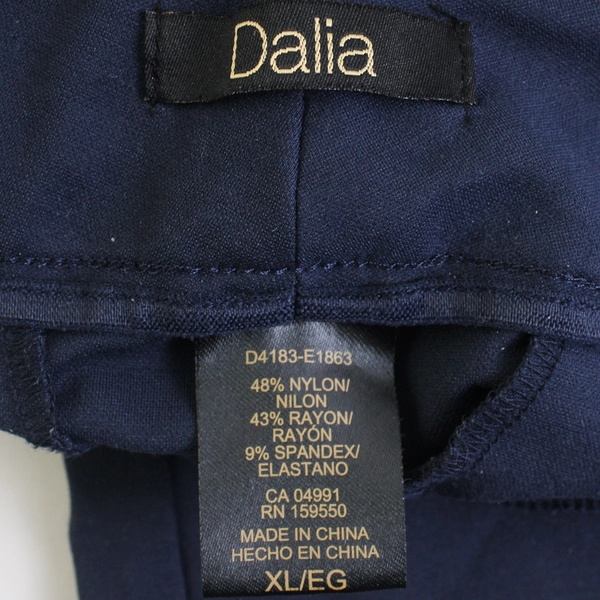 Dalia
D4183-E1863
48% NYLON/
NILON
43% RAYON/
RAYÓN
9% SPANDEX/
ELASTANO
CA 04991
RN 159550
MADE IN CHINA
HECHO EN CHINA
XL/EG